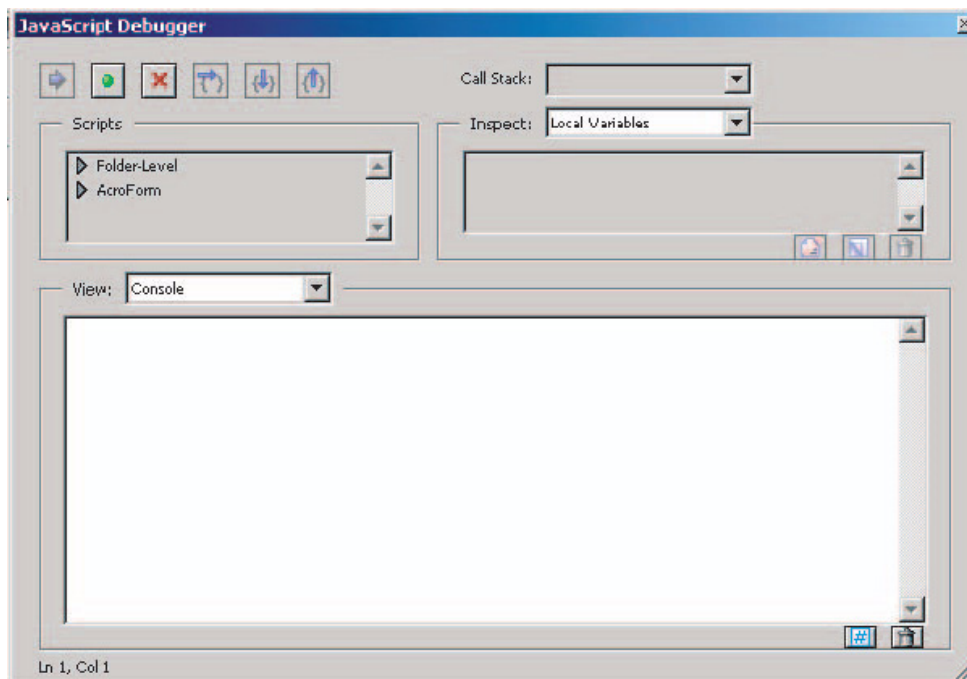 JavaScript Debugger
Call Stack:
Scripts
Inspect: Local Variables
Folder-Level
AcroForm
View: Console
Ln 1, Col 1